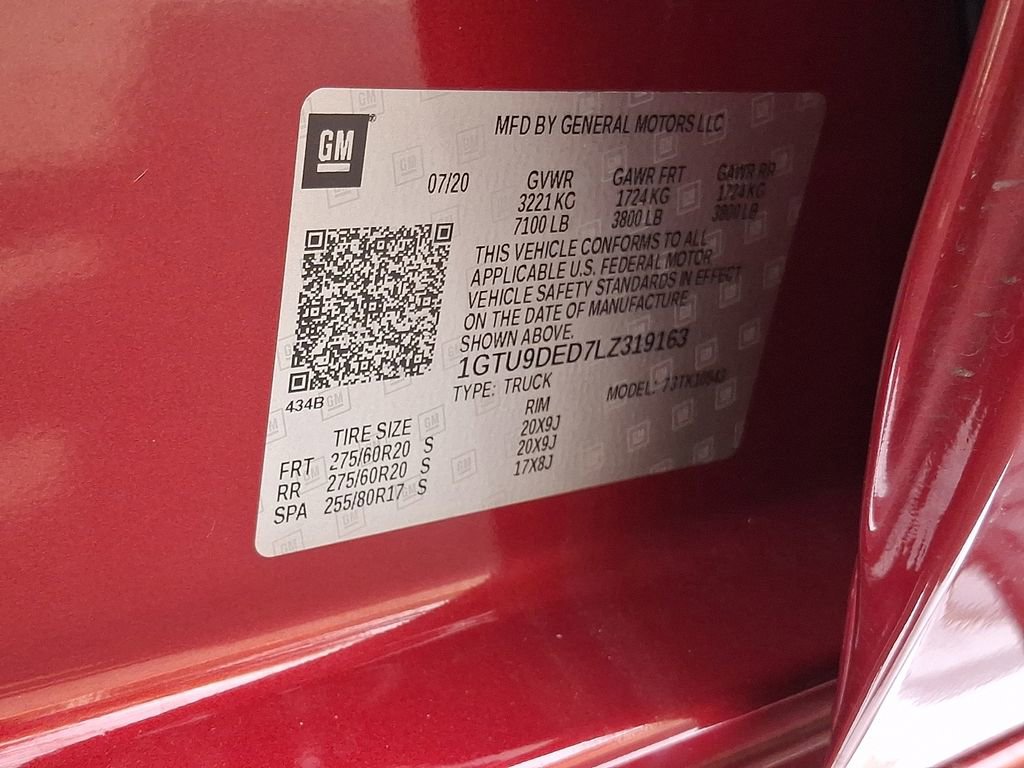 GM®
MFD BY GENERAL MOTORS LLC
07/20 GVWR GAWR FRT GAWR RR
3221 KG 1724 KG 1724 KG
7100 LB 3800 LB 3800 LB
THIS VEHICLE CONFORMS TO ALL
APPLICABLE U.S. FEDERAL MOTOR
VEHICLE SAFETY STANDARDS IN EFFECT
ON THE DATE OF MANUFACTURE
SHOWN ABOVE.
1GTU9DED7LZ319163
434B
TYPE: TRUCK MODEL:
TIRE SIZE RIM
FRT 275/60R20 S 20X9J
RR 275/60R20 S 20X9J
SPA 255/80R17 S 17X8J